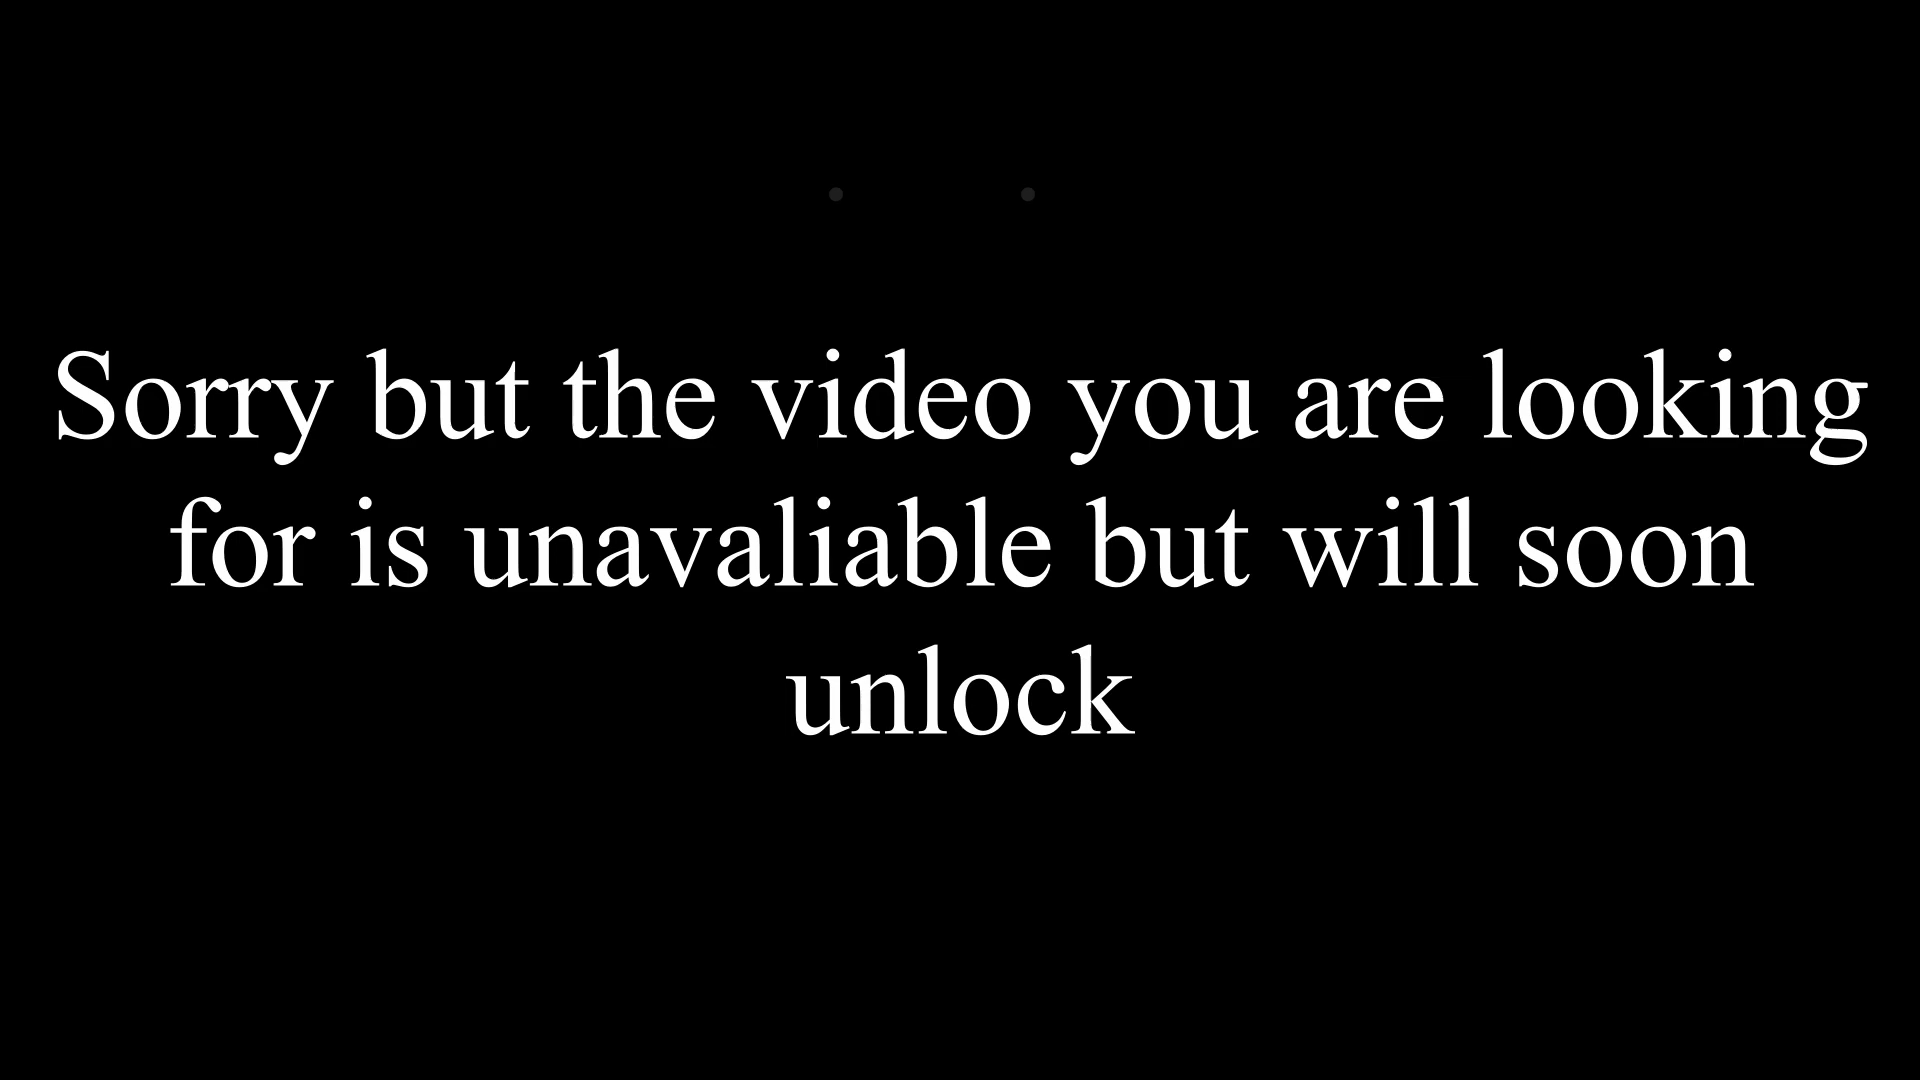 Sorry but the video you are looking
for is unavaliable but will soon
unlock